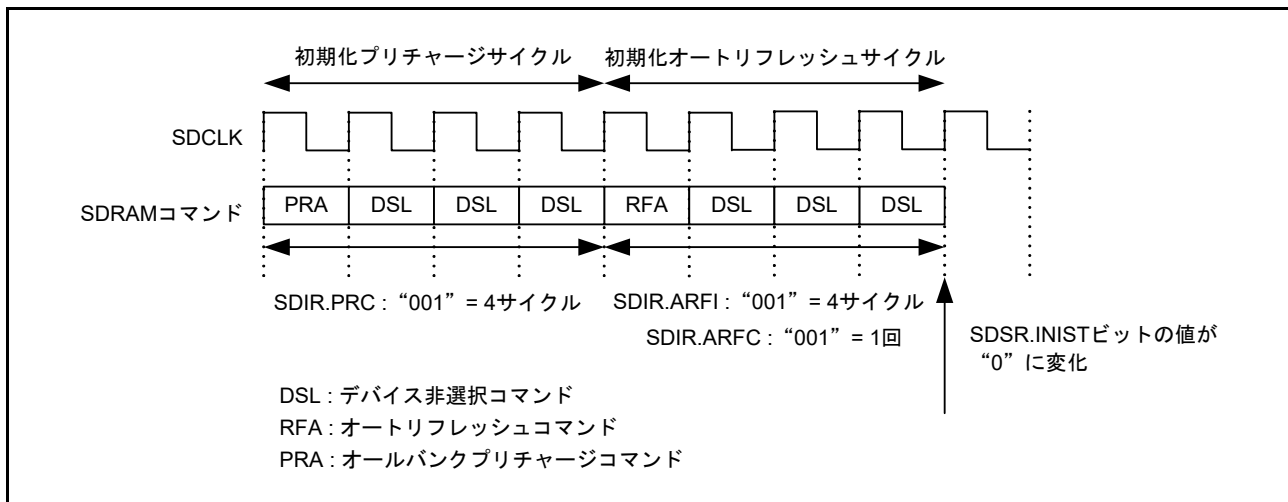 初期化プリチャージサイクル 初期化オートリフレッシュサイクル
SDCLK
SDRAMコマンド PRA DSL DSL DSL RFA DSL DSL DSL
SDIR.PRC : “001” = 4サイクル SDIR.ARFI : “001” = 4サイクル
SDIR.ARFC : “001” = 1回
SDSR.INISTビットの値が
“0” に変化
DSL : デバイス非選択コマンド
RFA : オートリフレッシュコマンド
PRA : オールバンクプリチャージコマンド